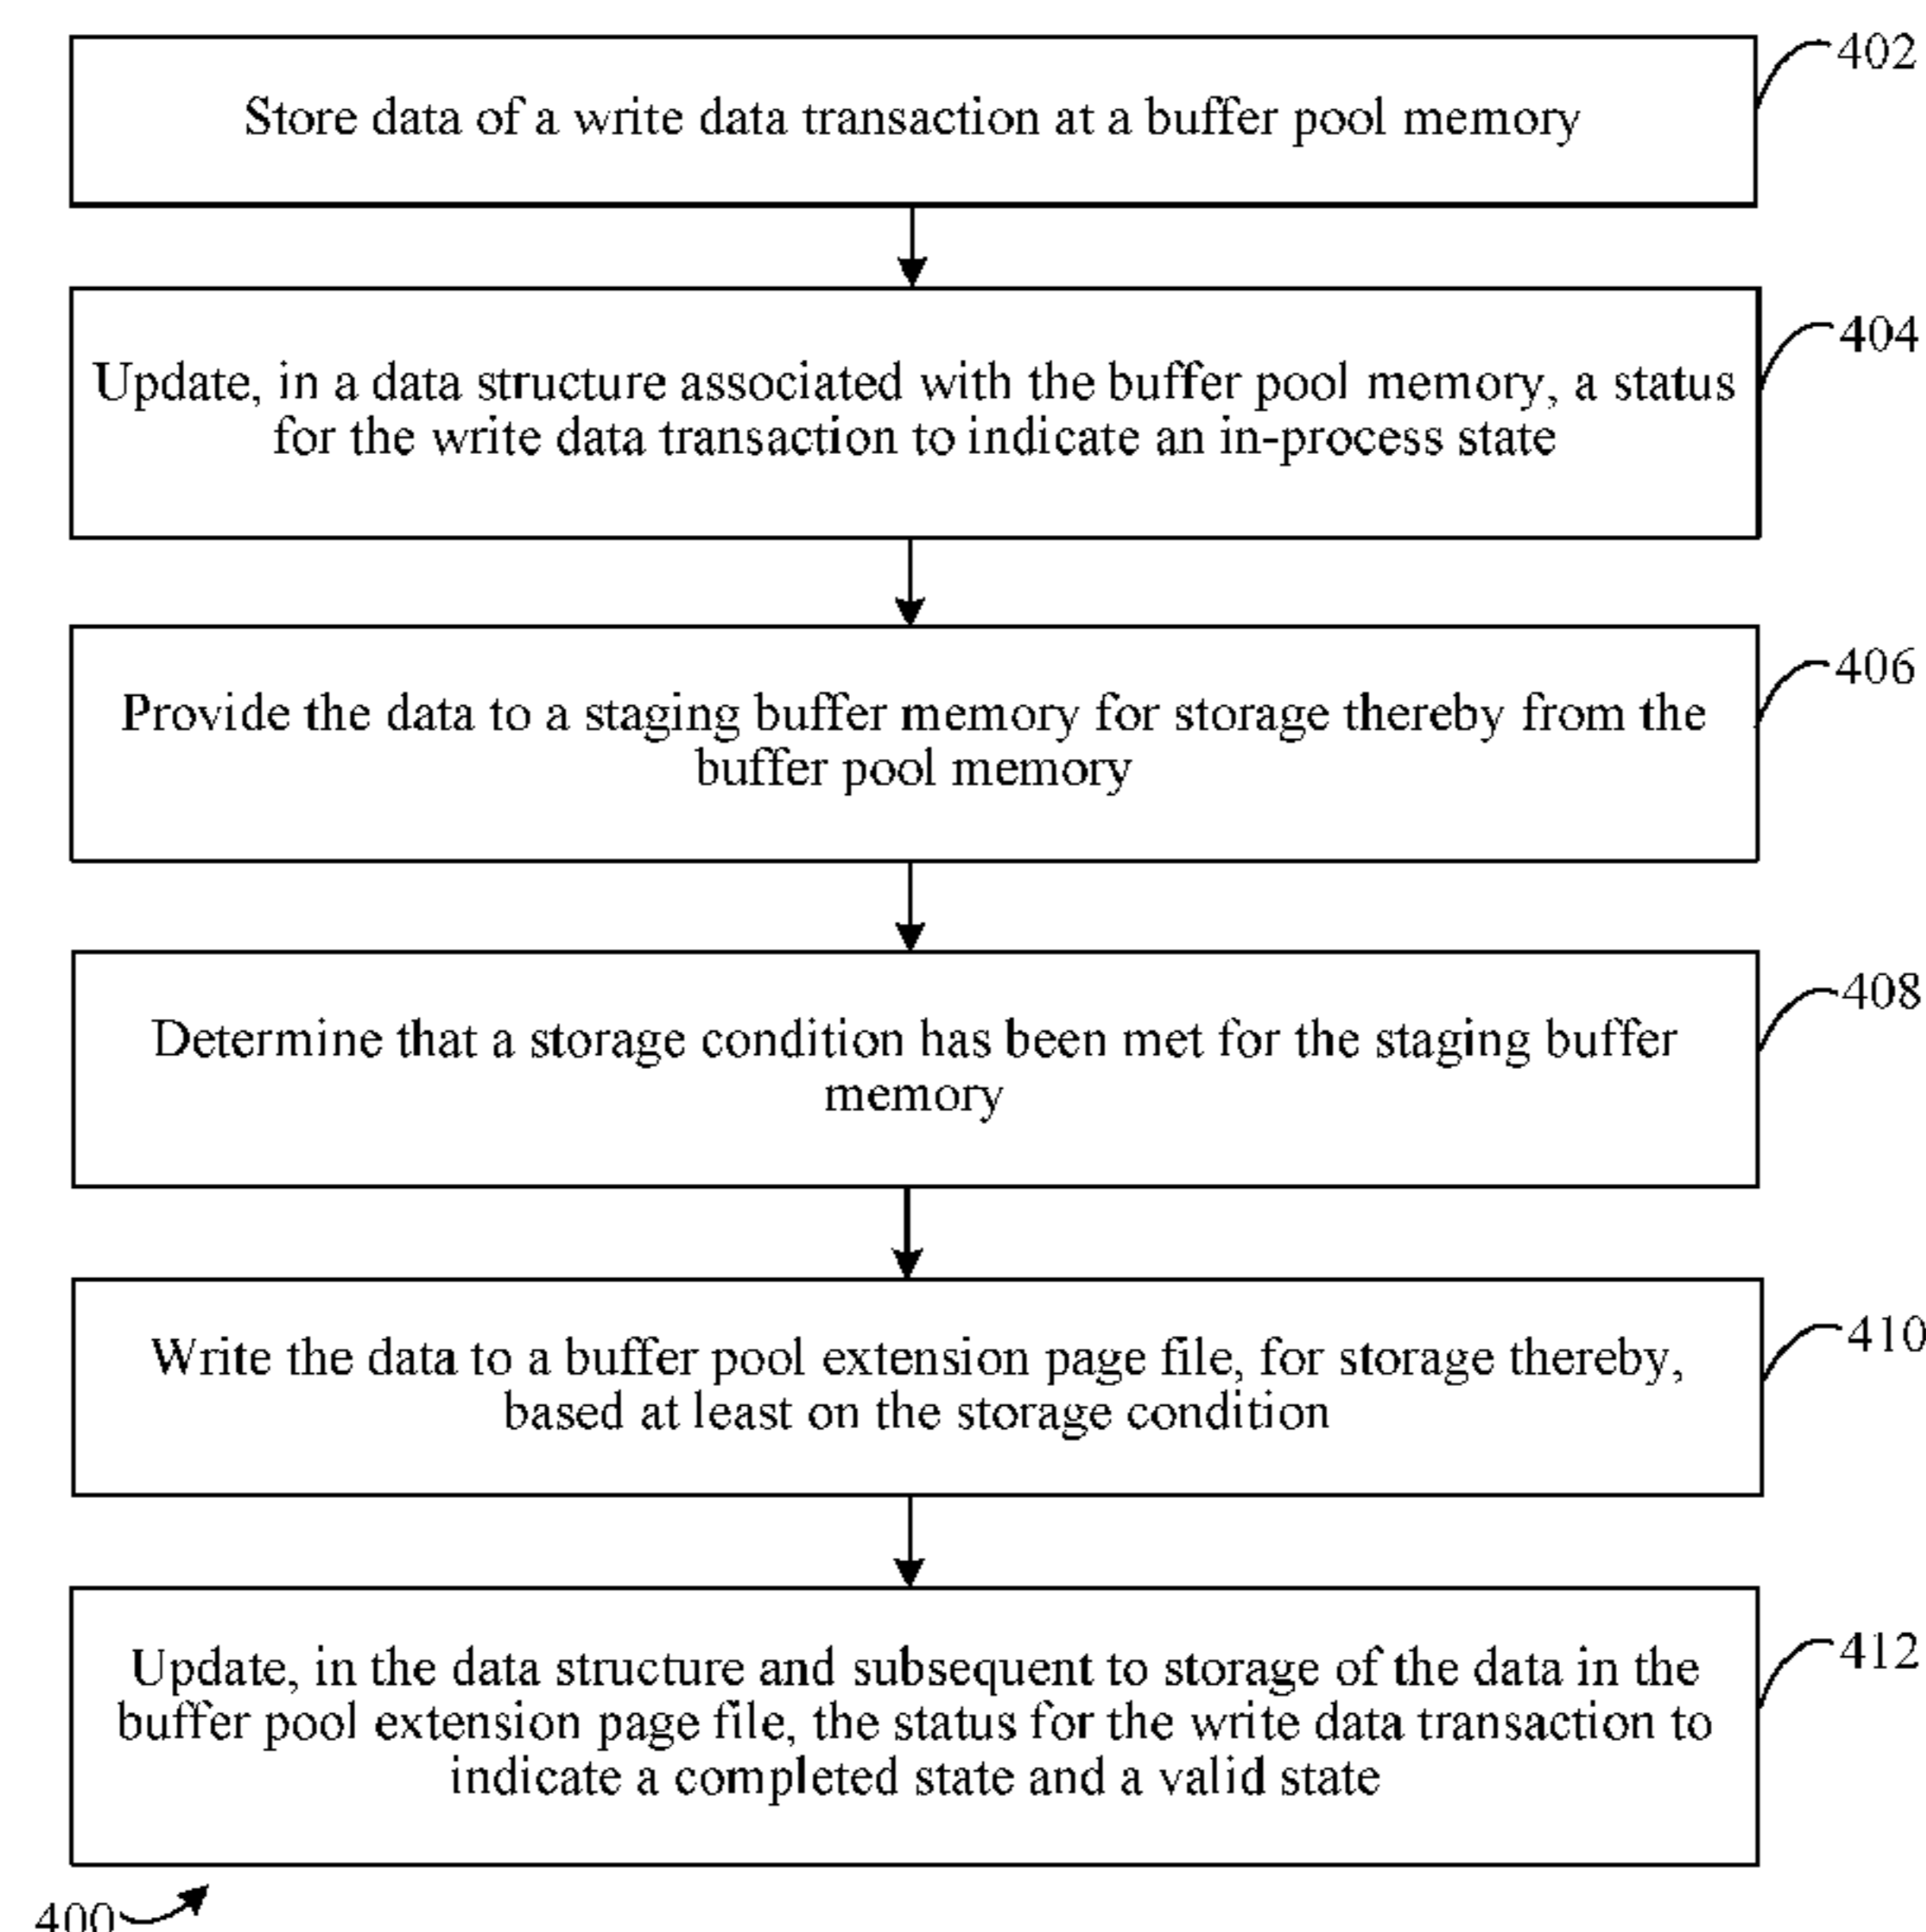 402
Store data of a write data transaction at a buffer pool memory
404
Update, in a data structure associated with the buffer pool memory, a status
for the write data transaction to indicate an in-process state
406
Provide the data to a staging buffer memory for storage thereby from the
buffer pool memory
408
Determine that a storage condition has been met for the staging buffer
memory
410
Write the data to a buffer pool extension page file, for storage thereby,
based at least on the storage condition
412
Update, in the data structure and subsequent to storage of the data in the
buffer pool extension page file, the status for the write data transaction to
indicate a completed state and a valid state
400